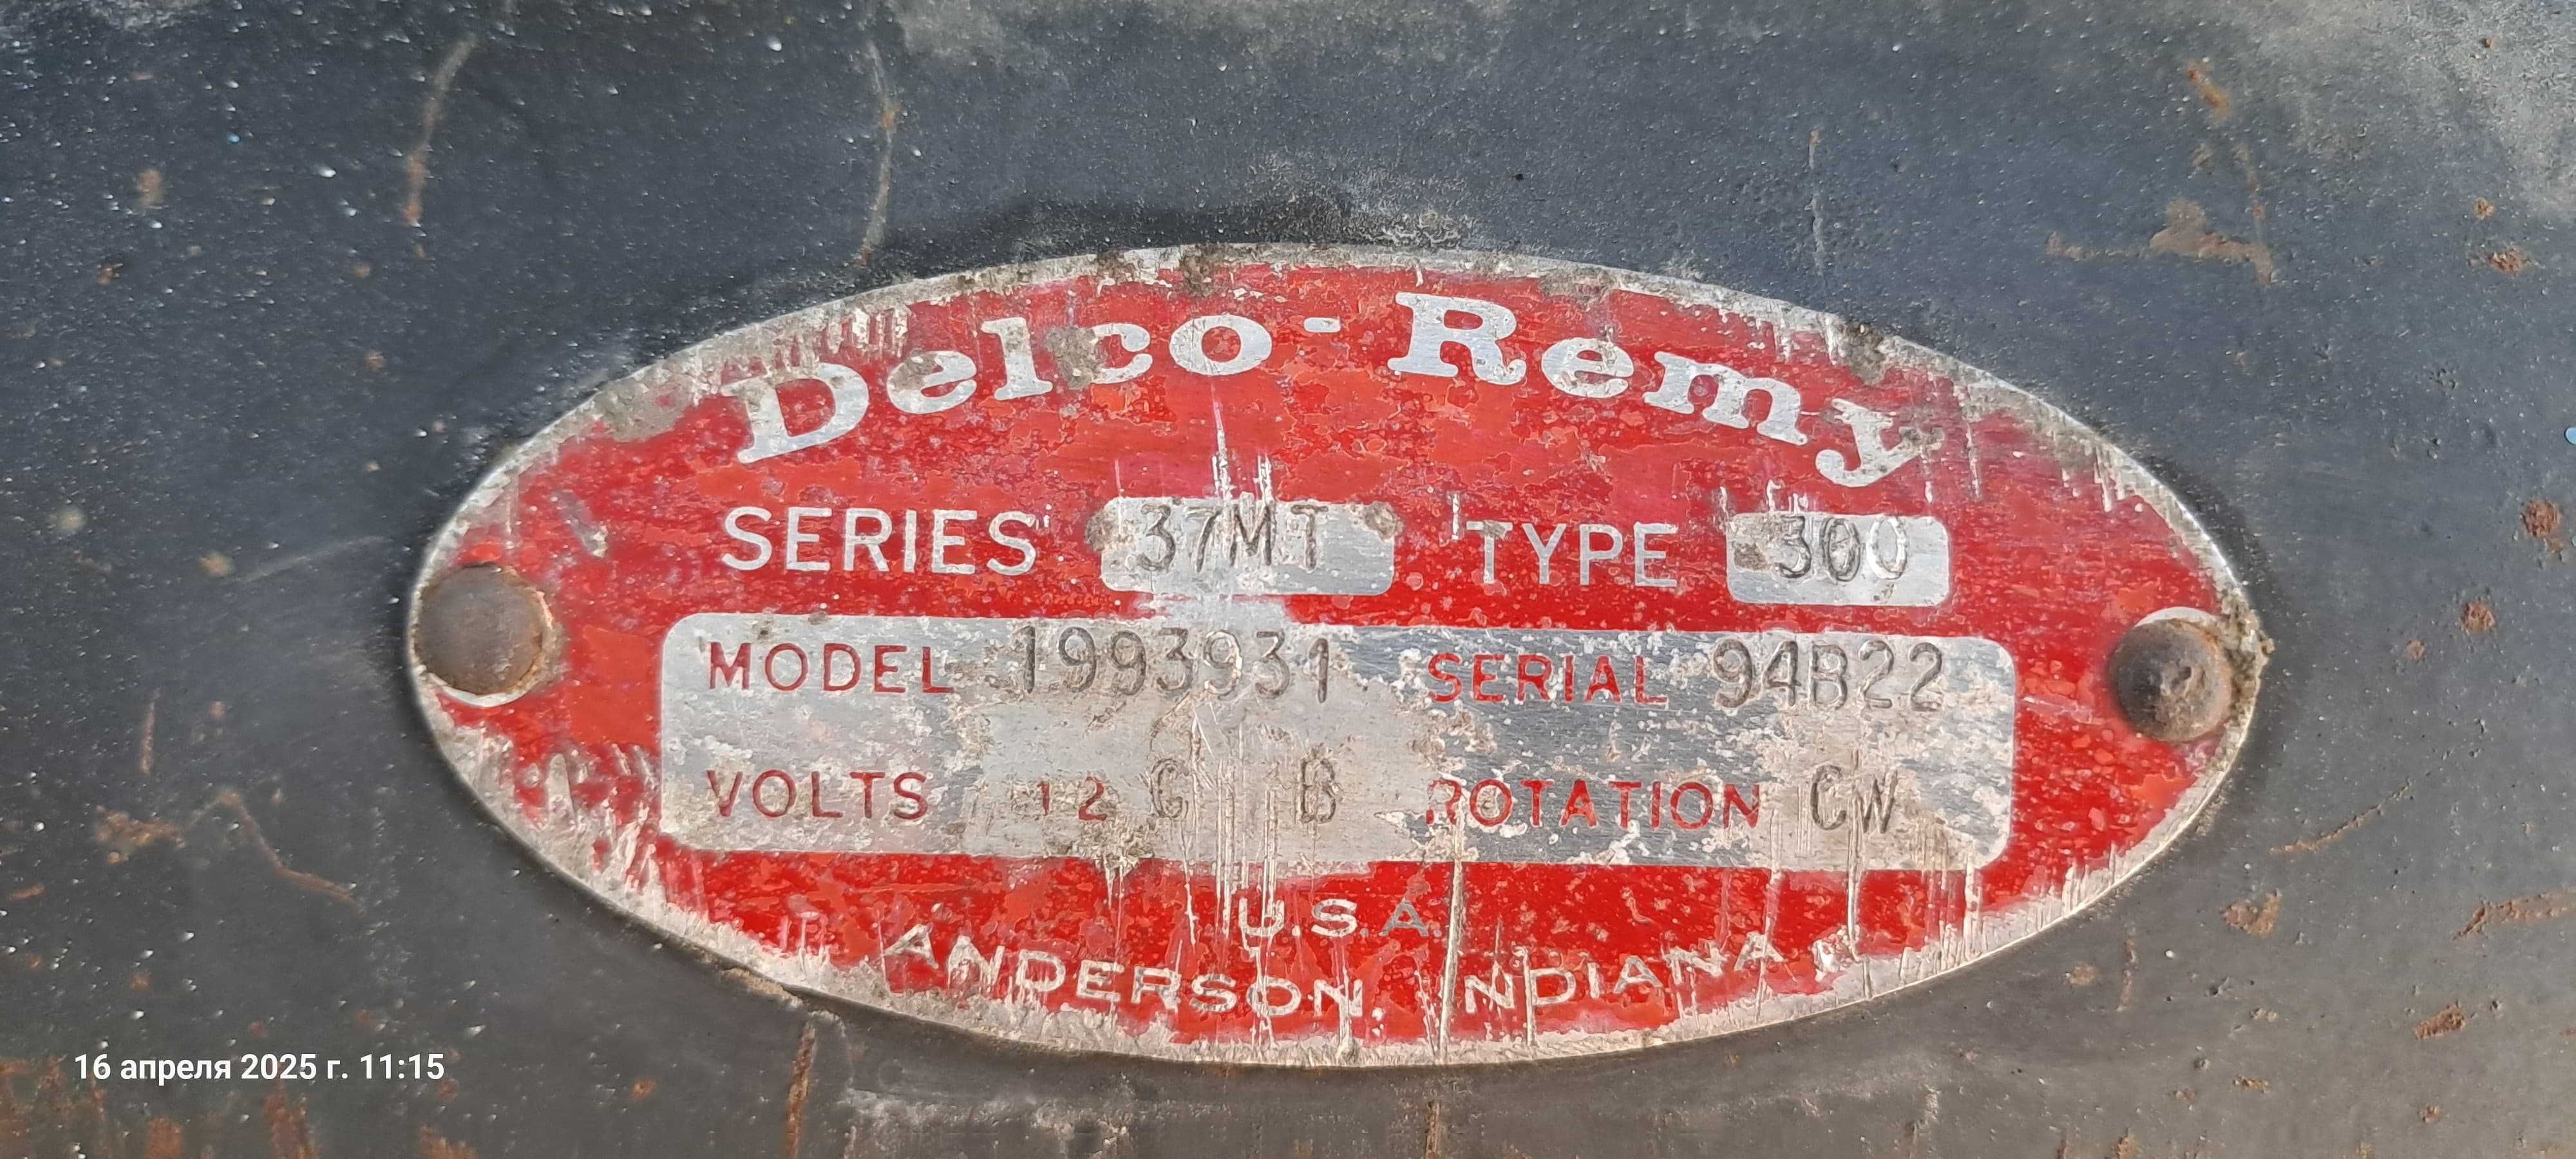 Delco-Remy
SERIES 37MT TYPE 300
MODEL 1993931 SERIAL 94B22
VOLTS 12 G B ROTATION CW
U.S.A.
ANDERSON, INDIANA
16 апреля 2025 г. 11:15